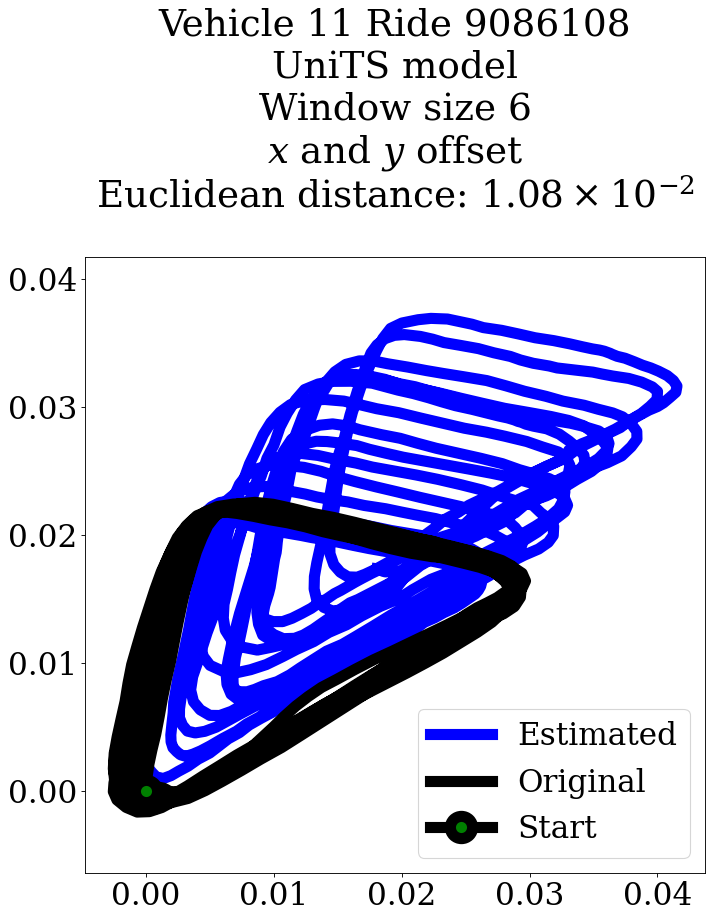 Vehicle 11 Ride 9086108
UniTS model
Window size 6
x and y offset
Euclidean distance: 1.08 × 10⁻²
0.04
0.03
0.02
0.01
0.00
Estimated
Original
Start
0.00 0.01 0.02 0.03 0.04